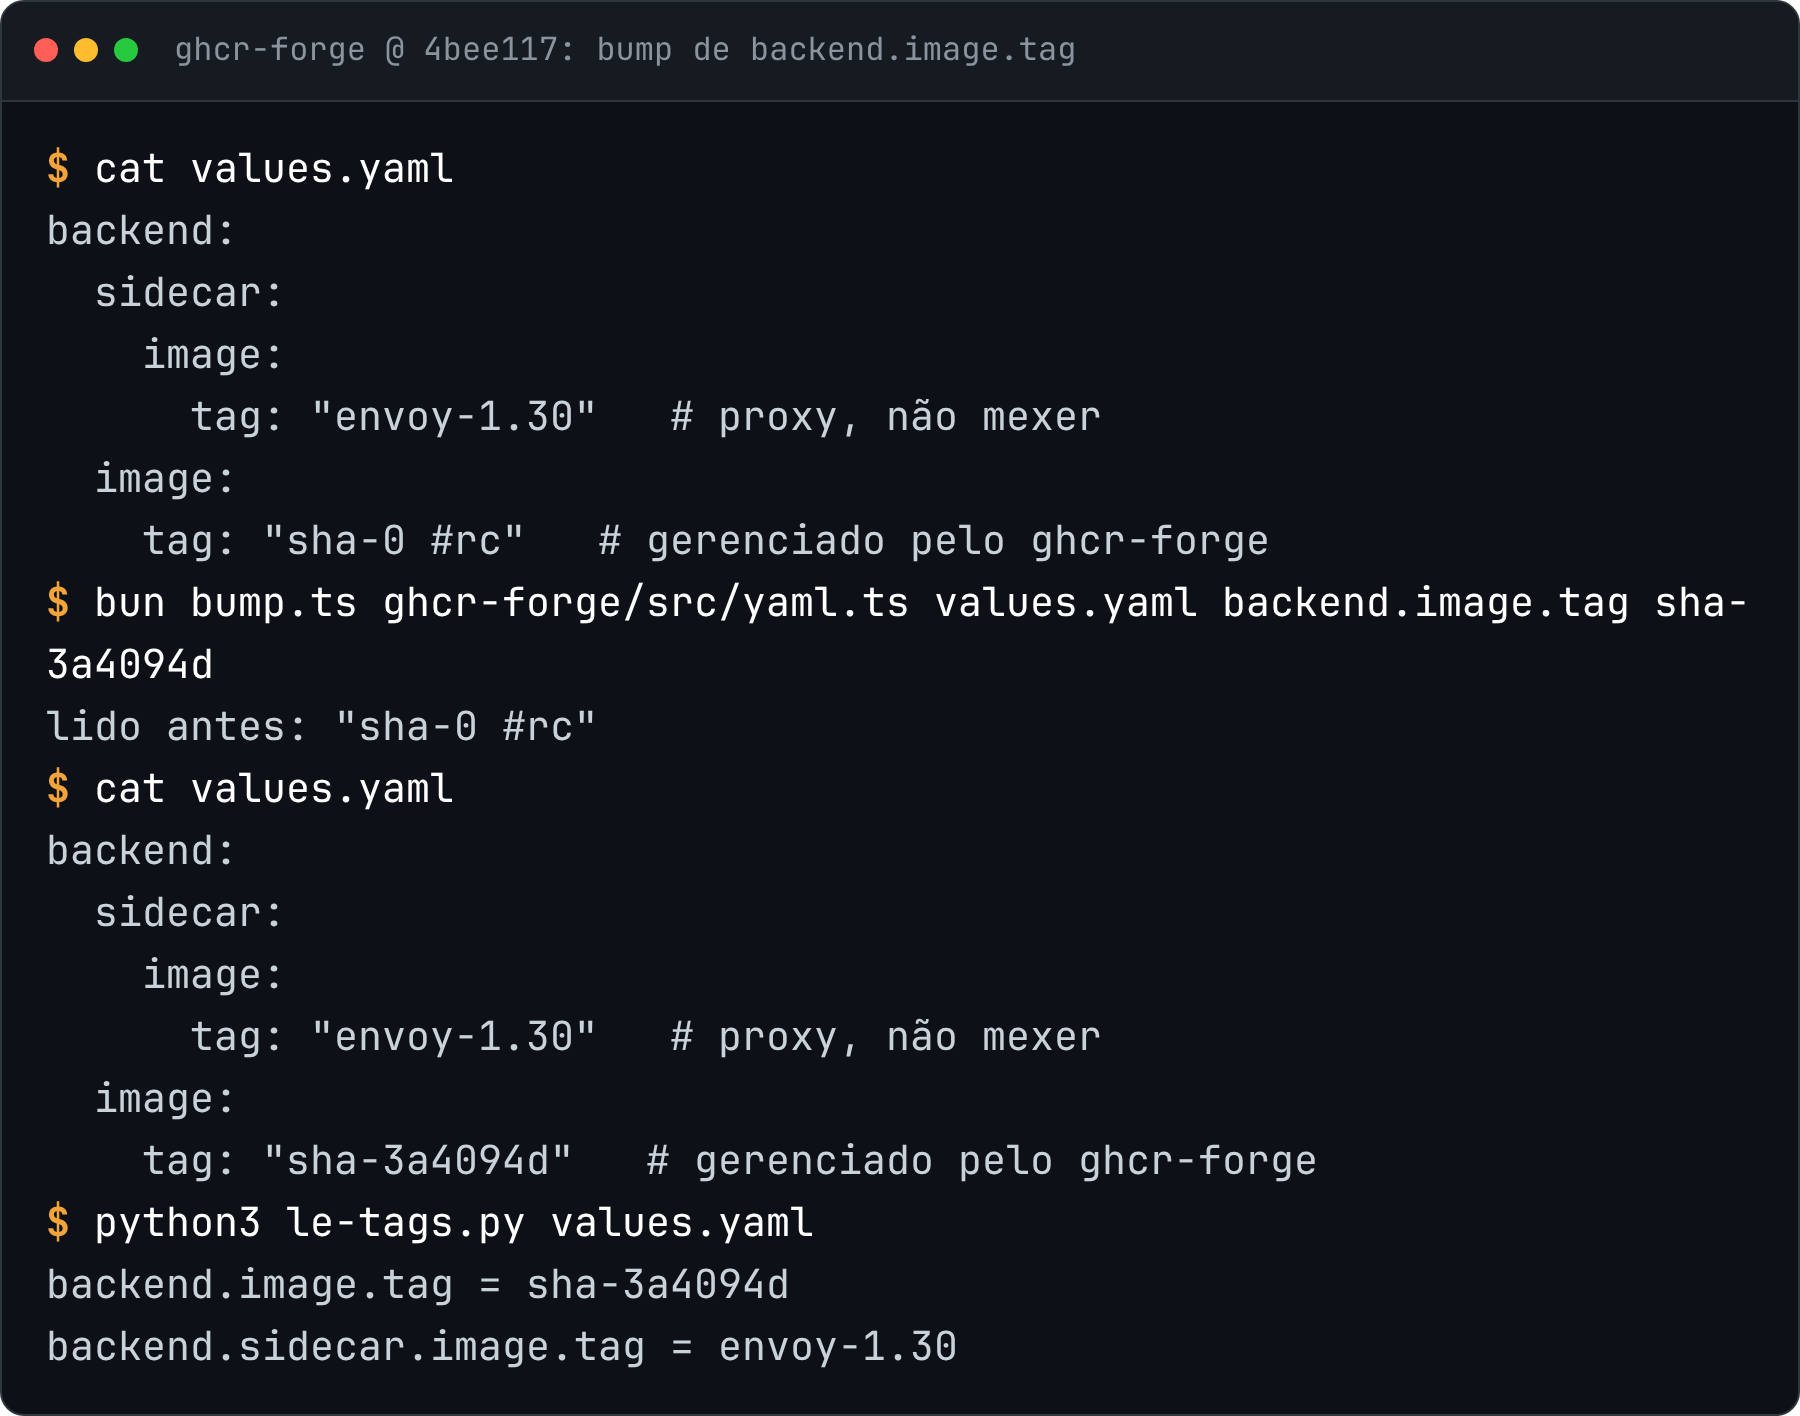 ghcr-forge @ 4bee117: bump de backend.image.tag
$ cat values.yaml
backend:
  sidecar:
    image:
      tag: "envoy-1.30"   # proxy, não mexer
  image:
    tag: "sha-0 #rc"   # gerenciado pelo ghcr-forge
$ bun bump.ts ghcr-forge/src/yaml.ts values.yaml backend.image.tag sha-
3a4094d
lido antes: "sha-0 #rc"
$ cat values.yaml
backend:
  sidecar:
    image:
      tag: "envoy-1.30"   # proxy, não mexer
  image:
    tag: "sha-3a4094d"   # gerenciado pelo ghcr-forge
$ python3 le-tags.py values.yaml
backend.image.tag = sha-3a4094d
backend.sidecar.image.tag = envoy-1.30